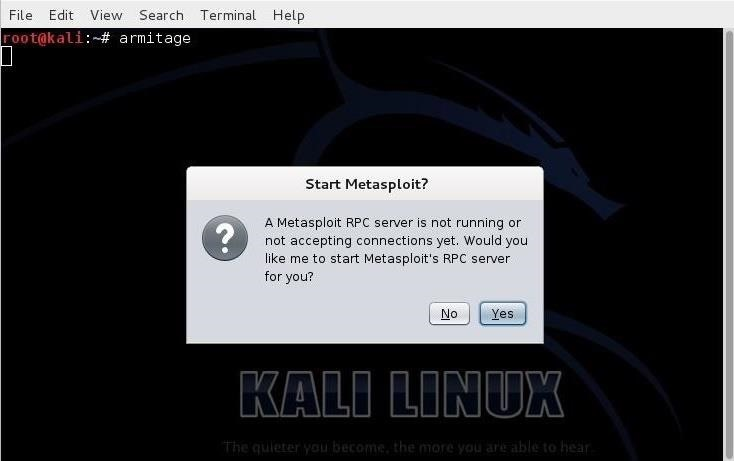 File Edit View Search Terminal Help
root@kali:~# armitage
Start Metasploit?
A Metasploit RPC server is not running or
not accepting connections yet. Would you
like me to start Metasploit's RPC server
for you?
No Yes
KALI LINUX
The quieter you become, the more you are able to hear.